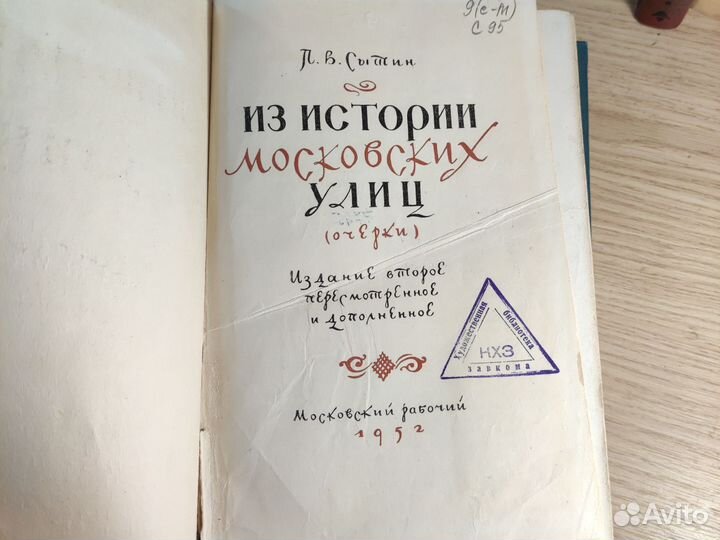 9(с-М)
С 95
П. В. Сытин
ИЗ ИСТОРИИ
МОСКОВСКИХ
УЛИЦ
(ОЧЕРКИ)
Издание второе
пересмотренное
и дополненное
Художественная
библиотека
НХЗ
завкома
Московский рабочий
1952
Avito